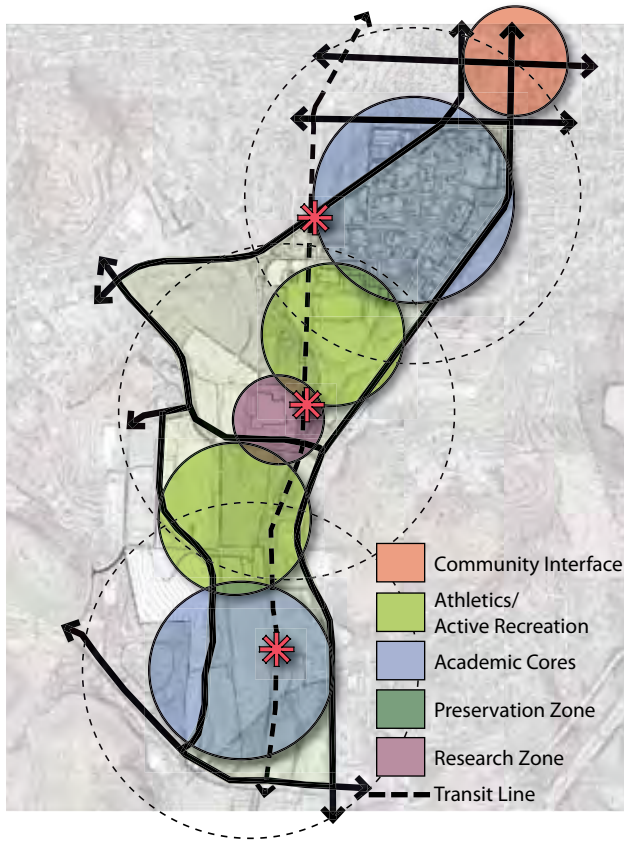 Community Interface
Athletics/
Active Recreation
Academic Cores
Preservation Zone
Research Zone
Transit Line